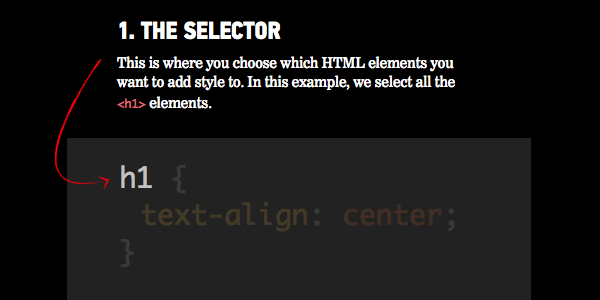 1. THE SELECTOR
This is where you choose which HTML elements you
want to add style to. In this example, we select all the
<h1> elements.
h1 {
text-align: center;
}